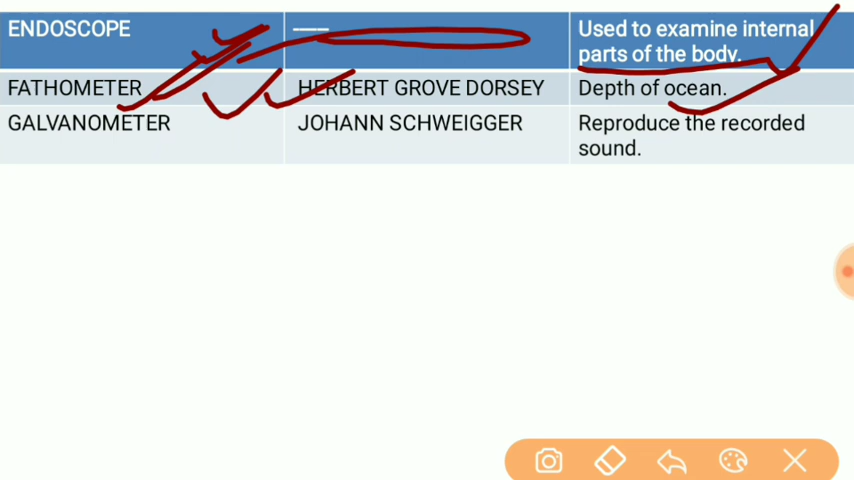 ENDOSCOPE
----
Used to examine internal
parts of the body.
FATHOMETER
HERBERT GROVE DORSEY
Depth of ocean.
GALVANOMETER
JOHANN SCHWEIGGER
Reproduce the recorded
sound.